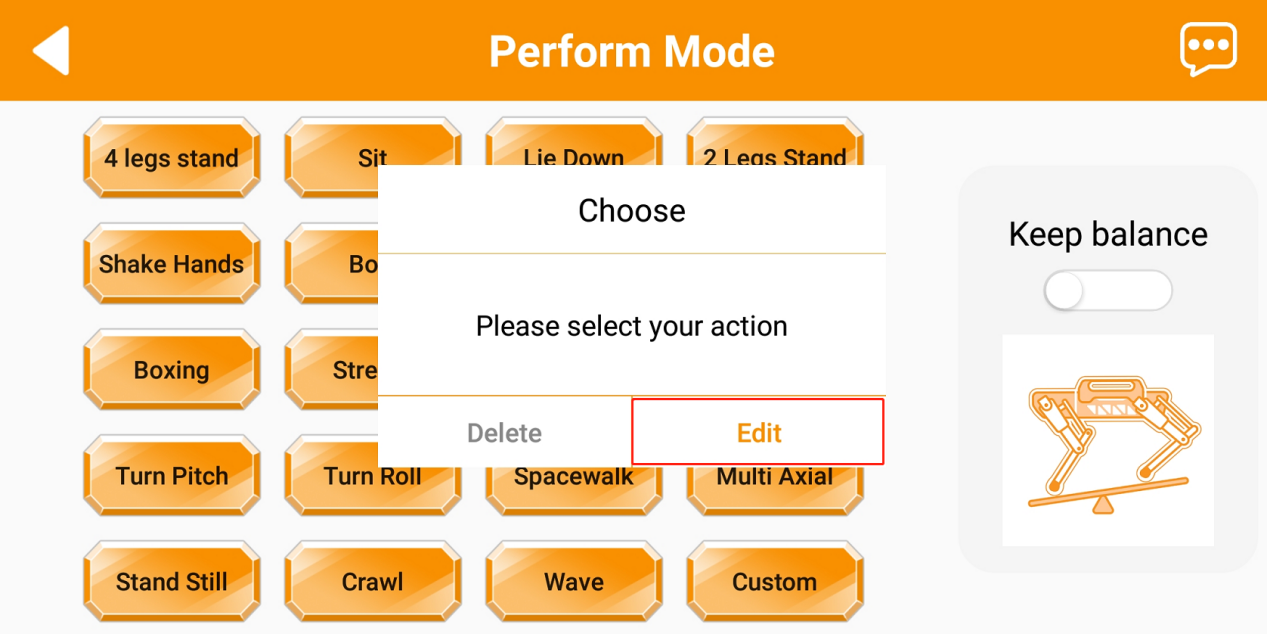 Perform Mode
4 legs stand
Sit
Lie Down
2 Legs Stand
Choose
Keep balance
Shake Hands
Bo
Please select your action
Boxing
Stre
Delete
Edit
Turn Pitch
Turn Roll
Spacewalk
Multi Axial
Stand Still
Crawl
Wave
Custom